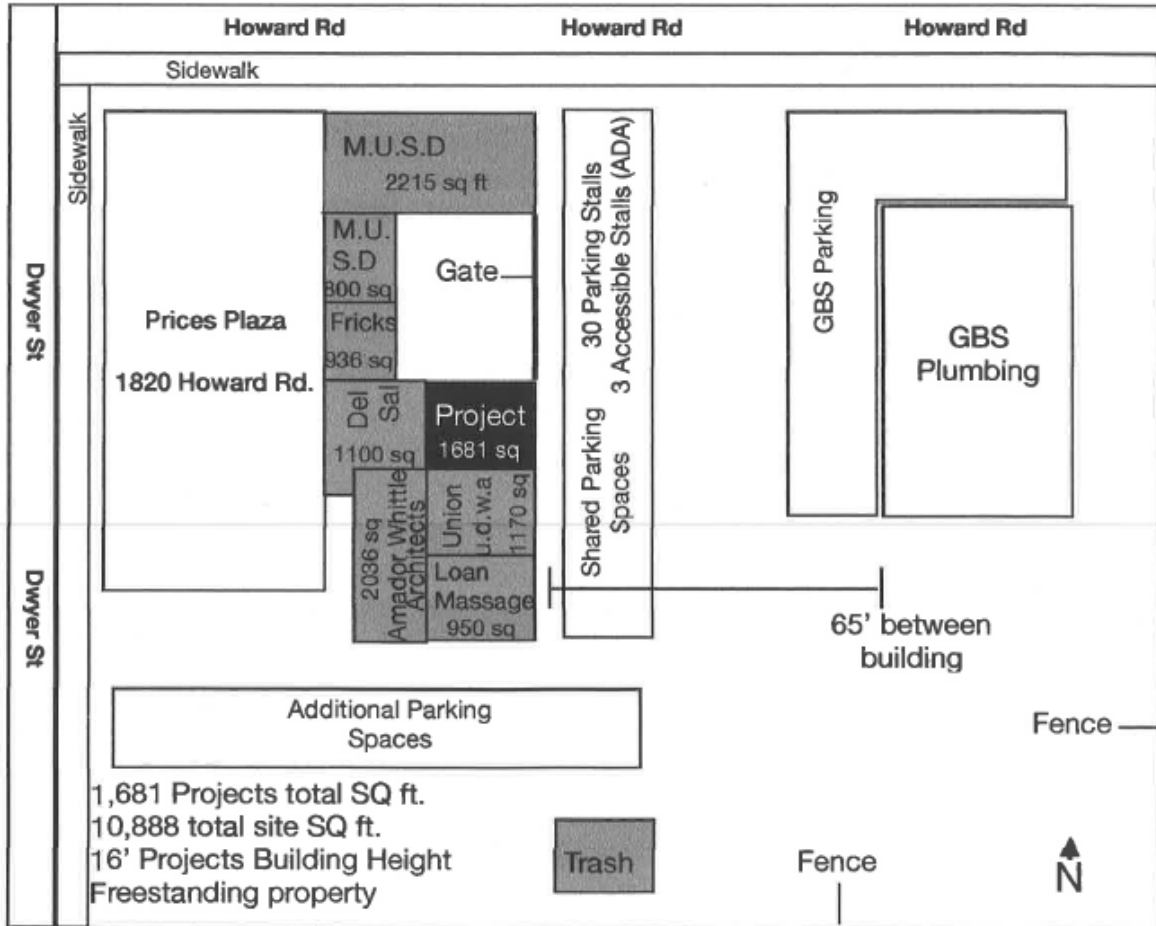 Howard Rd
Howard Rd
Howard Rd
Sidewalk
Sidewalk
Dwyer St
Dwyer St
Prices Plaza
1820 Howard Rd.
M.U.S.D
2215 sq ft
M.U.
S.D
800 sq
Fricks
936 sq
Gate
Del
Sal
1100 sq
Project
1681 sq
2036 sq
Amador Whittle
Architects
Union
u.d.w.a
1170 sq
Loan
Massage
950 sq
30 Parking Stalls
3 Accessible Stalls (ADA)
Shared Parking
Spaces
GBS Parking
GBS
Plumbing
65' between
building
Additional Parking
Spaces
Fence
1,681 Projects total SQ ft.
10,888 total site SQ ft.
16' Projects Building Height
Freestanding property
Trash
Fence
N